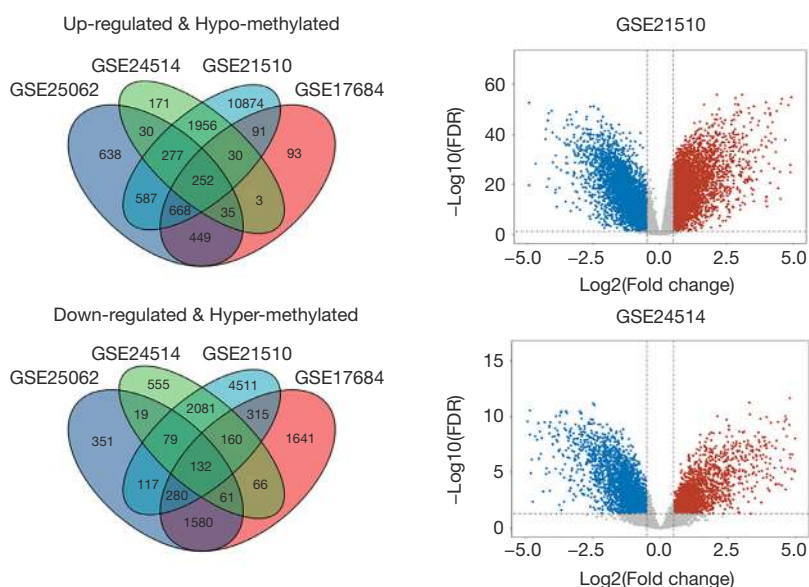 Up-regulated & Hypo-methylated
GSE24514 GSE21510
GSE25062 GSE17684
171 10874
30 1956 91
638 277 30 93
252
587 668 35 3
449
GSE21510
60
40
20
0
−Log10(FDR)
−5.0 −2.5 0.0 2.5 5.0
Log2(Fold change)
Down-regulated & Hyper-methylated
GSE24514 GSE21510
GSE25062 GSE17684
555 4511
19 2081 315
351 79 160 1641
132
117 280 61 66
1580
GSE24514
15
10
5
0
−Log10(FDR)
−5.0 −2.5 0.0 2.5 5.0
Log2(Fold change)